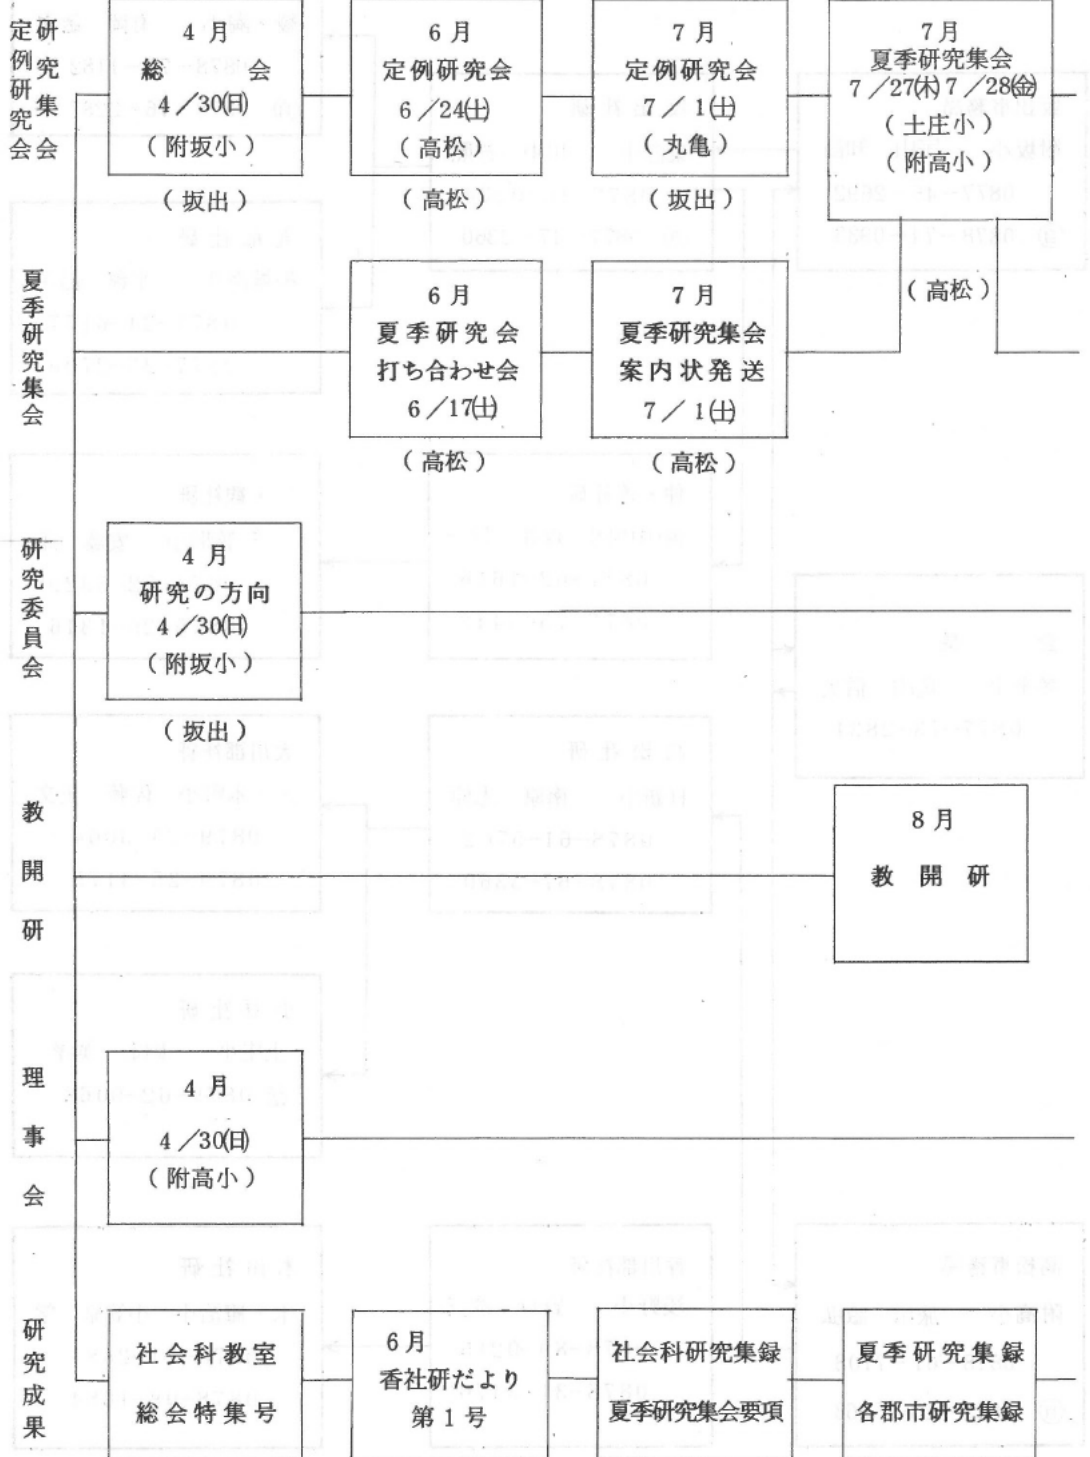 定例研究会
研究集会
4月
総会
4／30(日)
(附坂小)
(坂出)
6月
定例研究会
6／24(土)
(高松)
(高松)
7月
定例研究会
7／1(土)
(丸亀)
(坂出)
7月
夏季研究集会
7／27(木) 7／28(金)
(土庄小)
(附高小)
(高松)
夏季研究集会
6月
夏季研究会
打ち合わせ会
6／17(土)
(高松)
7月
夏季研究集会
案内状発送
7／1(土)
(高松)
研究委員会
4月
研究の方向
4／30(日)
(附坂小)
(坂出)
教開研
8月
教開研
理事会
4月
4／30(日)
(附高小)
研究成果
社会科教室
総会特集号
6月
香社研だより
第1号
社会科研究集録
夏季研究集会要項
夏季研究集録
各郡市研究集録